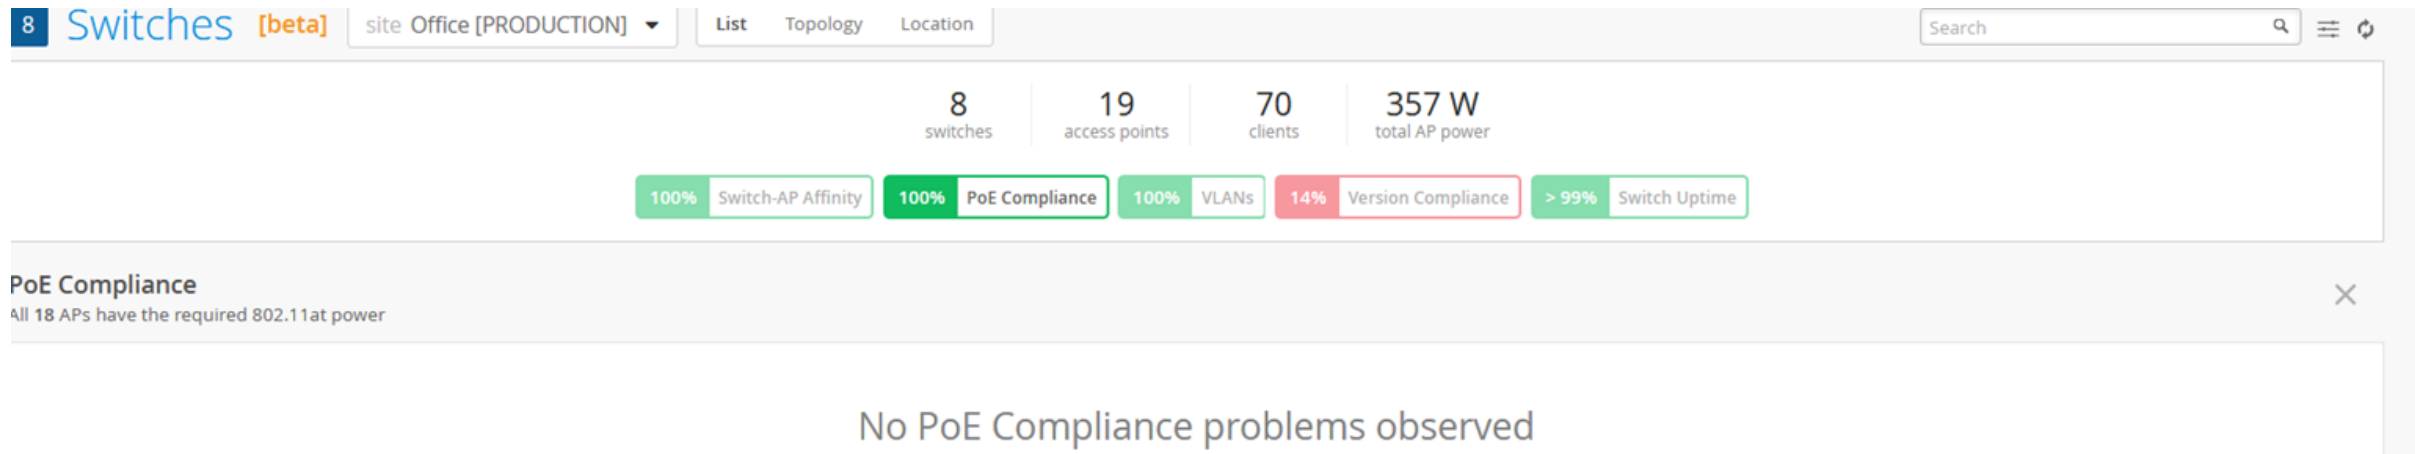 8 Switches [beta] site Office [PRODUCTION] List Topology Location Search
8 19 70 357 W
switches access points clients total AP power
100% Switch-AP Affinity 100% PoE Compliance 100% VLANs 14% Version Compliance > 99% Switch Uptime
PoE Compliance
All 18 APs have the required 802.11at power
No PoE Compliance problems observed